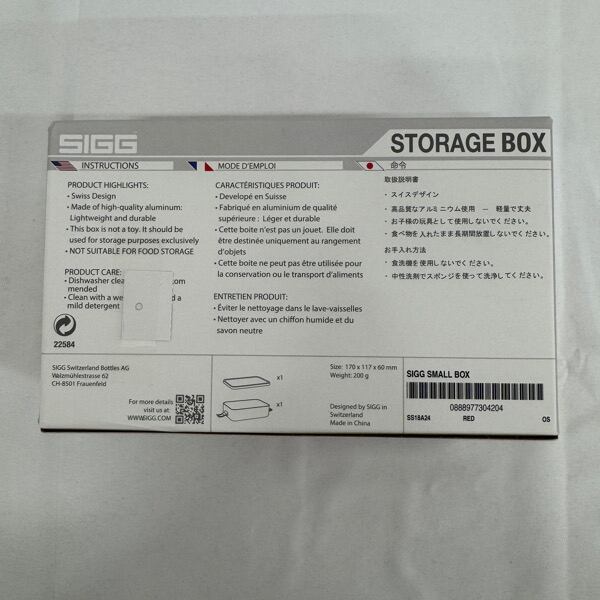 SIGG
STORAGE BOX
INSTRUCTIONS
PRODUCT HIGHLIGHTS:
• Swiss Design
• Made of high-quality aluminum:
Lightweight and durable
• This box is not a toy. It should be
used for storage purposes exclusively
• NOT SUITABLE FOR FOOD STORAGE
PRODUCT CARE:
• Dishwasher
mended
• Clean with a
mild detergent
22584
MODE D'EMPLOI
CARACTÉRISTIQUES PRODUIT:
• Developé en Suisse
• Fabriqué en aluminium de qualité
supérieure : Léger et durable
• Cette boite n'est pas un jouet. Elle doit
être destinée uniquement au rangement
d'objets
• Cette boite ne peut pas être utilisée pour
la conservation ou le transport d'aliments
ENTRETIEN PRODUIT:
• Éviter le nettoyage dans le lave-vaisselles
• Nettoyer avec un chiffon humide et du
savon neutre
命令
取扱説明書
・スイスデザイン
・高品質なアルミニウム使用 — 軽量で丈夫
・お子様の玩具として使用しないでください。
・食べ物を入れたまま長期間放置しないでください。
お手入れ方法
・食洗機を使用しないでください。
・中性洗剤でスポンジを使って洗浄してください。
SIGG Switzerland Bottles AG
Walzmühlestrasse 62
CH-8501 Frauenfeld
For more details
visit us at:
WWW.SIGG.COM
x1
x1
Size: 170 x 117 x 60 mm
Weight: 200 g
Designed by SIGG in
Switzerland
Made in China
SIGG SMALL BOX
0888977304204
SS18A24 RED OS